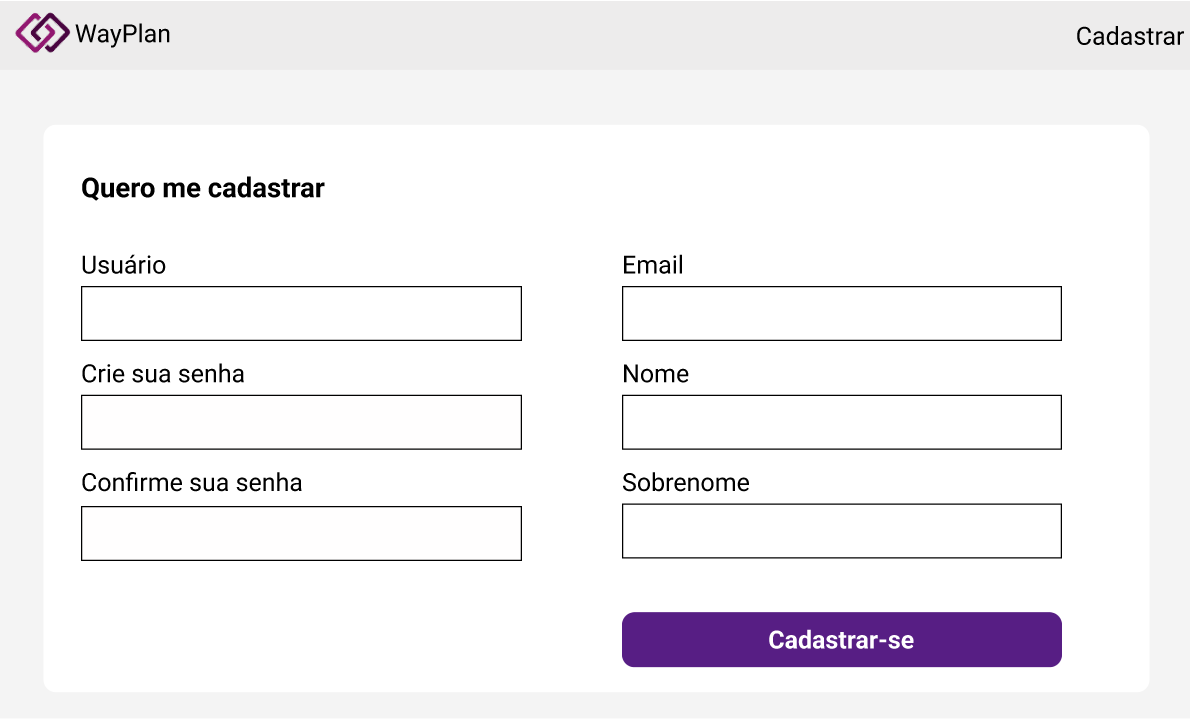 WayPlan
Cadastrar
Quero me cadastrar
Usuário
Email
Crie sua senha
Nome
Confirme sua senha
Sobrenome
Cadastrar-se